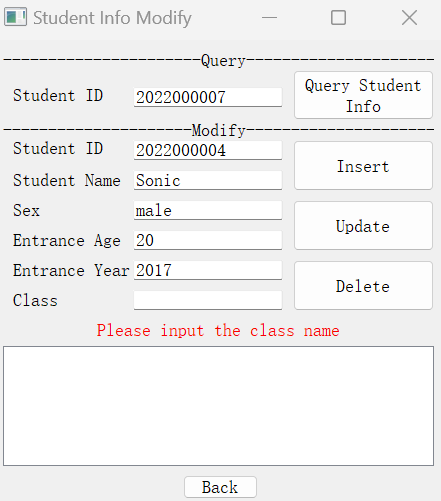 Student Info Modify
----------------------Query---------------------
Student ID 2022000007 Query Student Info
---------------------Modify---------------------
Student ID 2022000004
Insert
Student Name Sonic
Sex male
Update
Entrance Age 20
Entrance Year 2017
Delete
Class
Please input the class name
Back